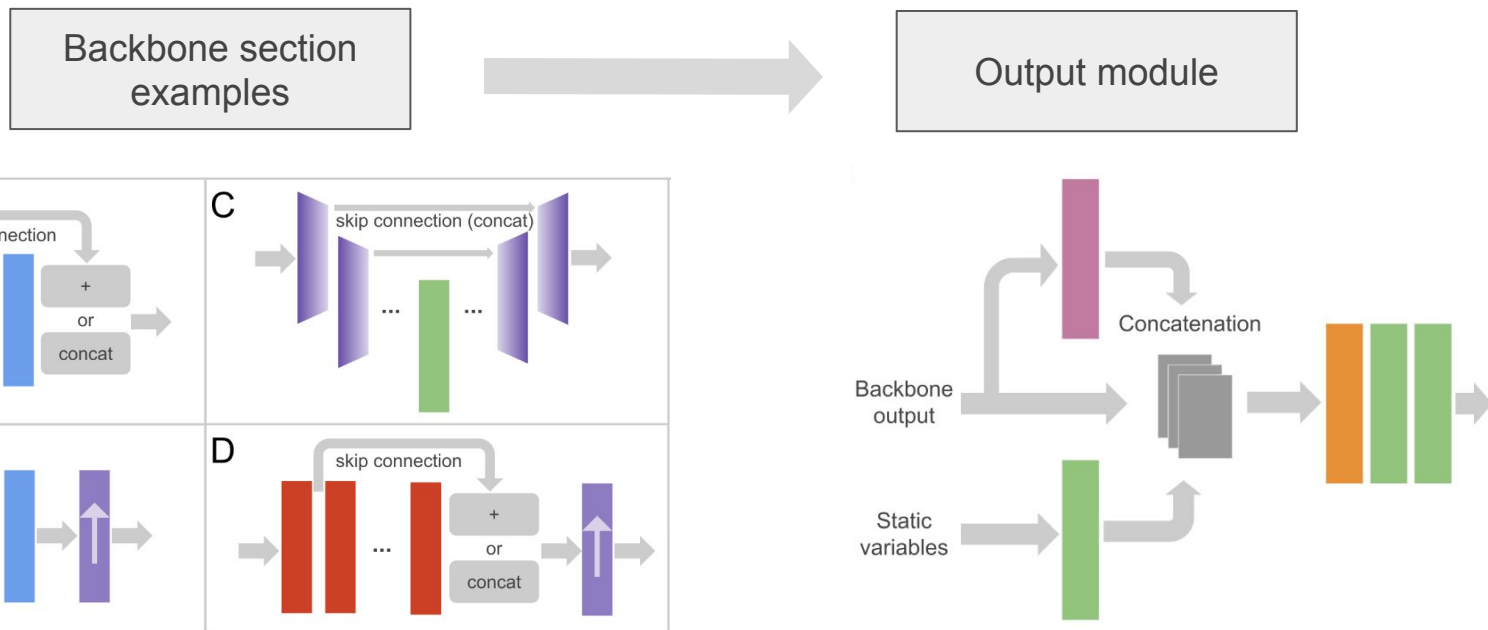 Backbone section
examples
Output module
nection
+
or
concat
C
skip connection (concat)
...
...
D
skip connection
...
+
or
concat
Concatenation
Backbone
output
Static
variables